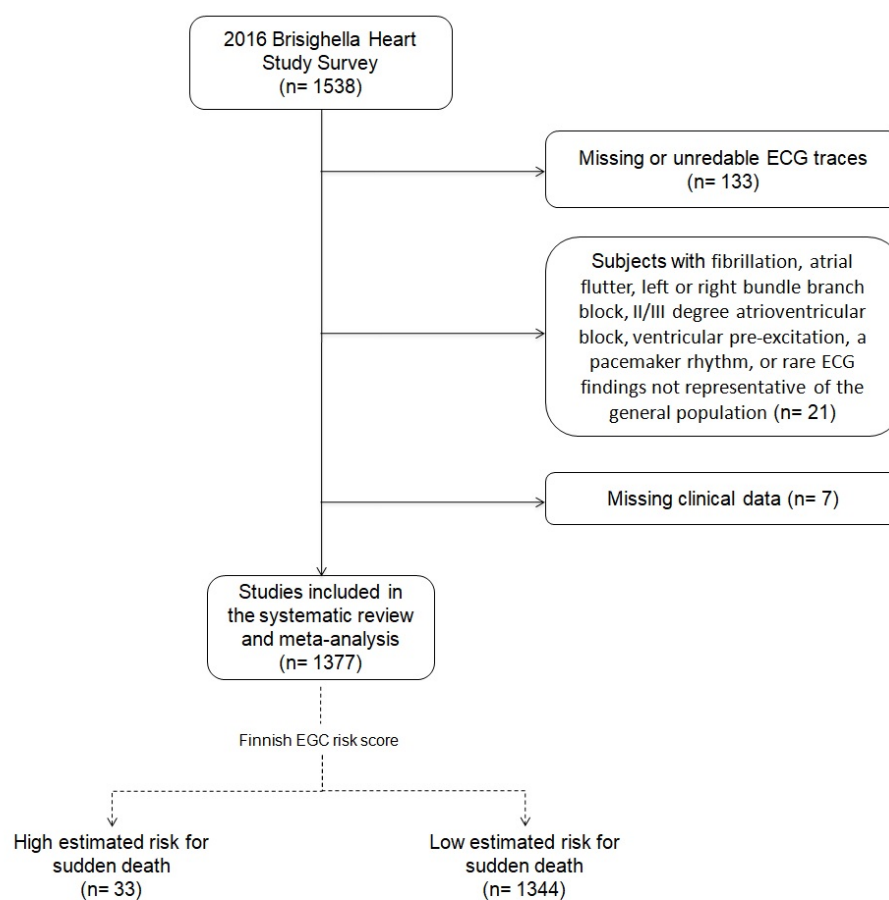 2016 Brisighella Heart
Study Survey
(n= 1538)
Missing or unredable ECG traces
(n= 133)
Subjects with fibrillation, atrial
flutter, left or right bundle branch
block, II/III degree atrioventricular
block, ventricular pre-excitation, a
pacemaker rhythm, or rare ECG
findings not representative of the
general population (n= 21)
Missing clinical data (n= 7)
Studies included in
the systematic review
and meta-analysis
(n= 1377)
Finnish EGC risk score
High estimated risk for
sudden death
(n= 33)
Low estimated risk for
sudden death
(n= 1344)